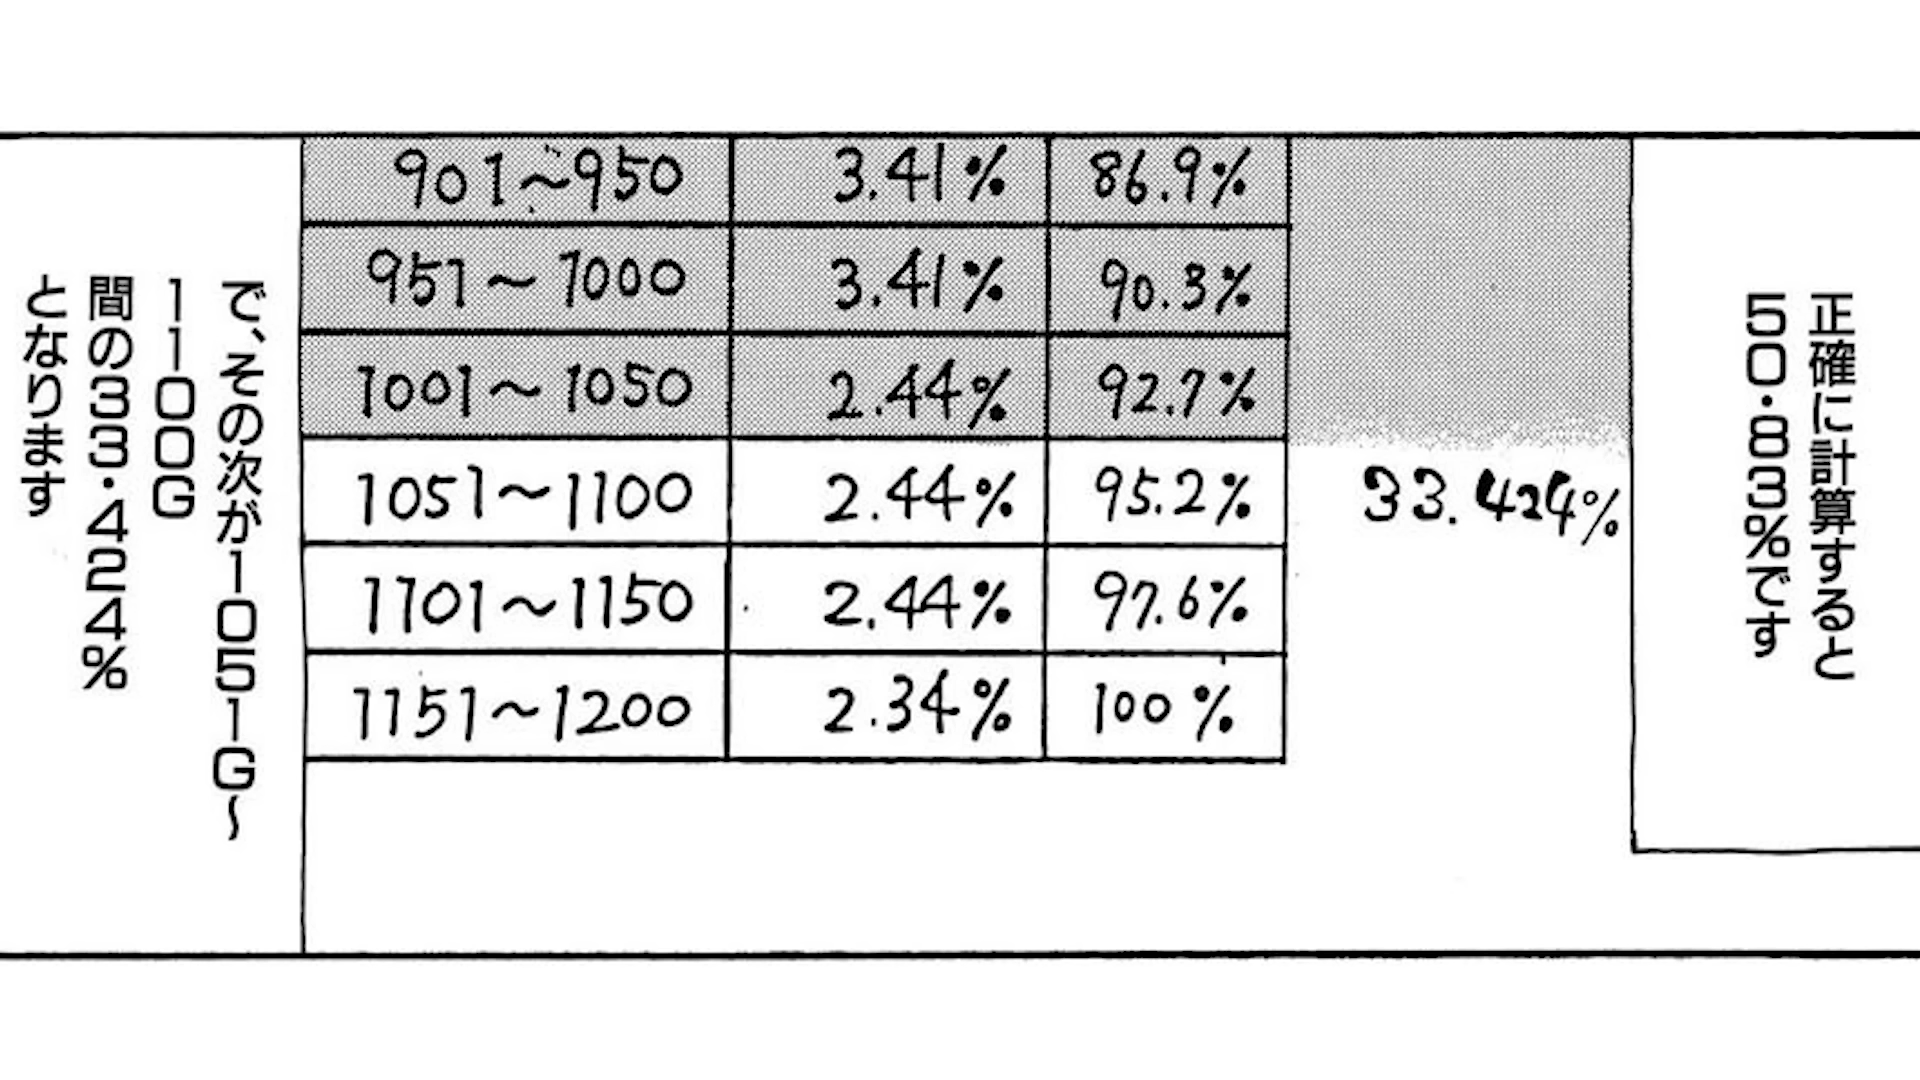 正確に計算すると
50・83%です
901～950 3.41% 86.9%
951～1000 3.41% 90.3%
1001～1050 2.44% 92.7%
1051～1100 2.44% 95.2% 33.424%
1101～1150 2.44% 97.6%
1151～1200 2.34% 100%
で、その次が1051G～
1100G
間の33・424%
となります